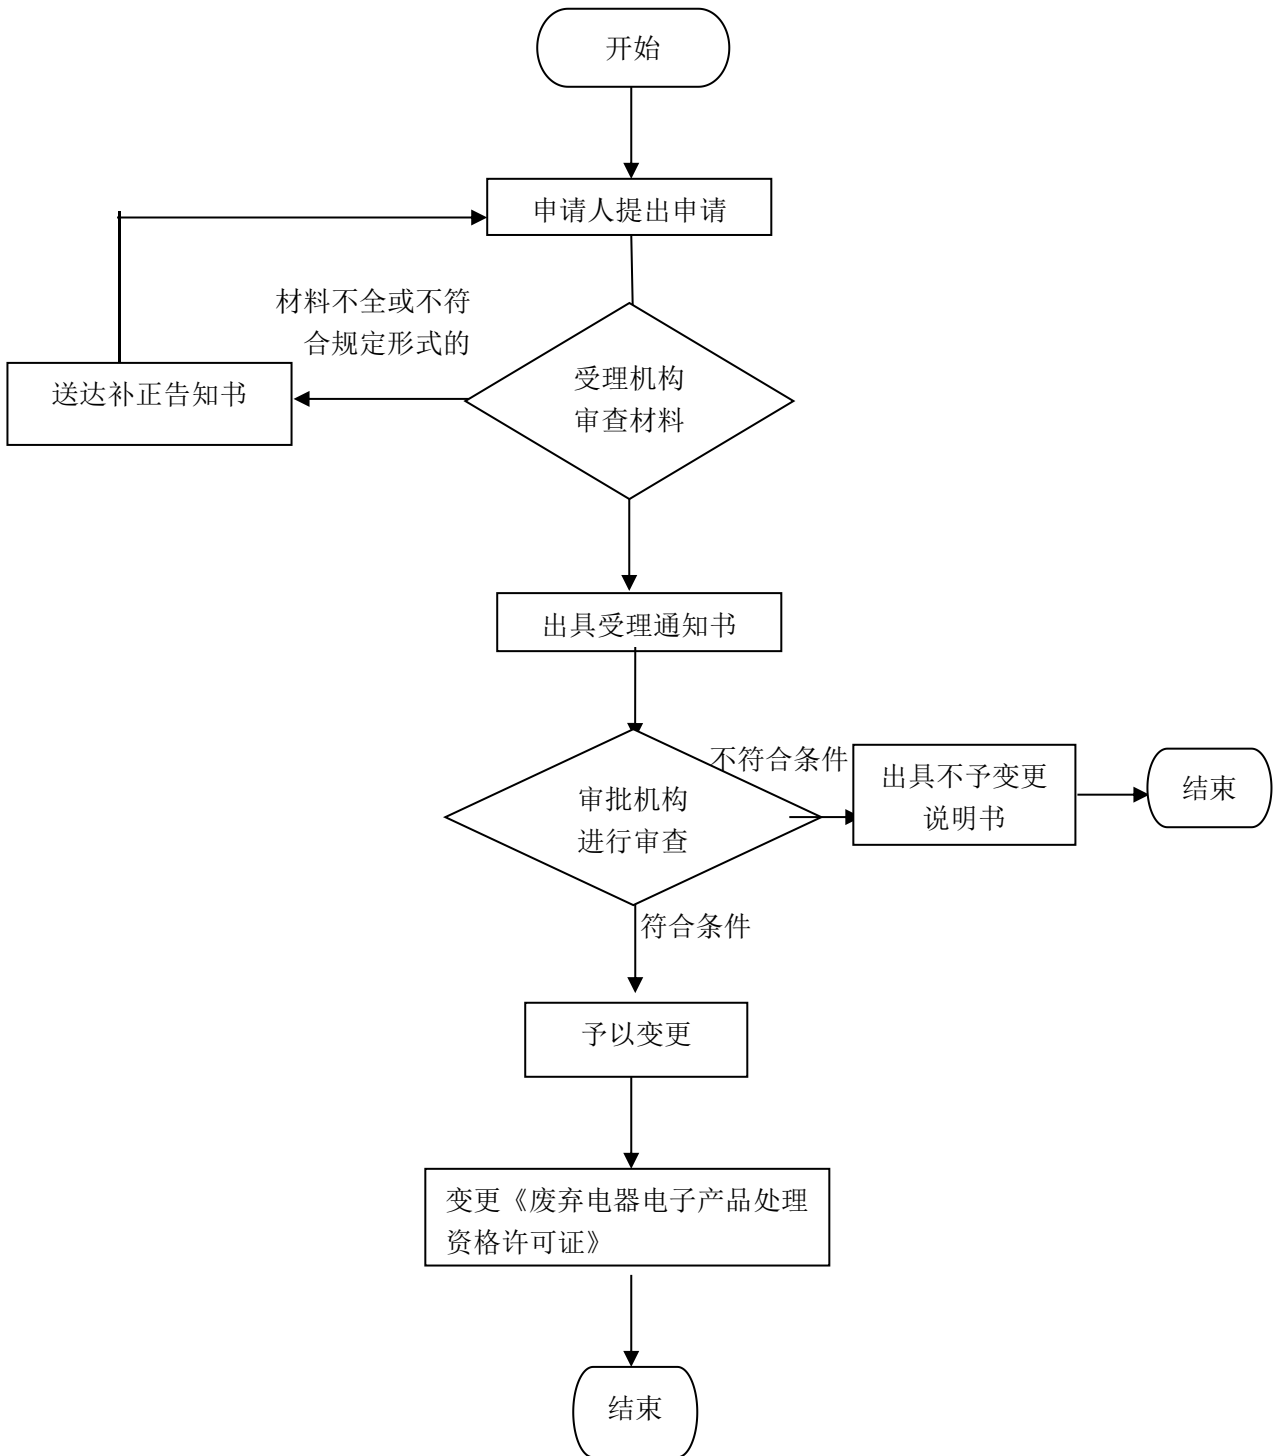 开始
申请人提出申请
材料不全或不符
合规定形式的
送达补正告知书
受理机构
审查材料
出具受理通知书
不符合条件
出具不予变更
说明书
结束
审批机构
进行审查
符合条件
予以变更
变更《废弃电器电子产品处理
资格许可证》
结束